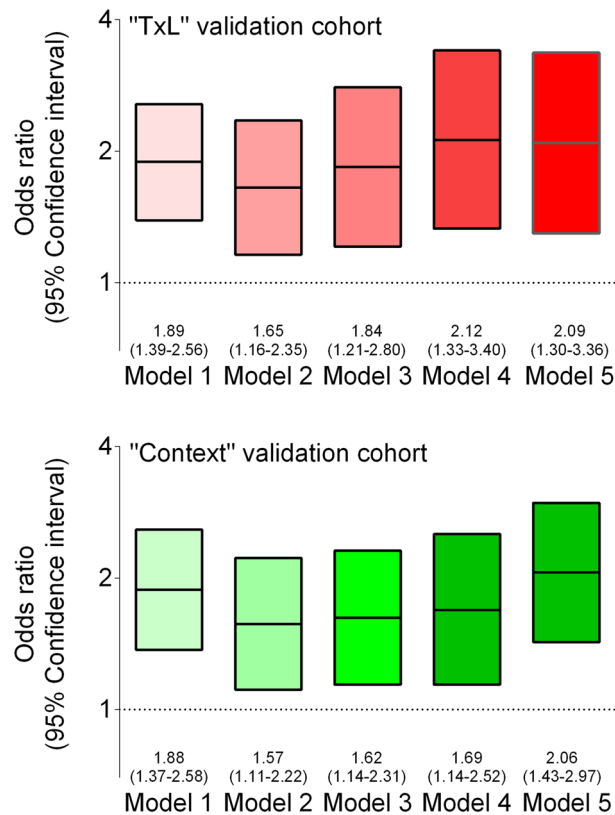 "TxL" validation cohort
Odds ratio
(95% Confidence interval)
4
2
1
1.89 1.65 1.84 2.12 2.09
(1.39-2.56) (1.16-2.35) (1.21-2.80) (1.33-3.40) (1.30-3.36)
Model 1 Model 2 Model 3 Model 4 Model 5
"Context" validation cohort
Odds ratio
(95% Confidence interval)
4
2
1
1.88 1.57 1.62 1.69 2.06
(1.37-2.58) (1.11-2.22) (1.14-2.31) (1.14-2.52) (1.43-2.97)
Model 1 Model 2 Model 3 Model 4 Model 5